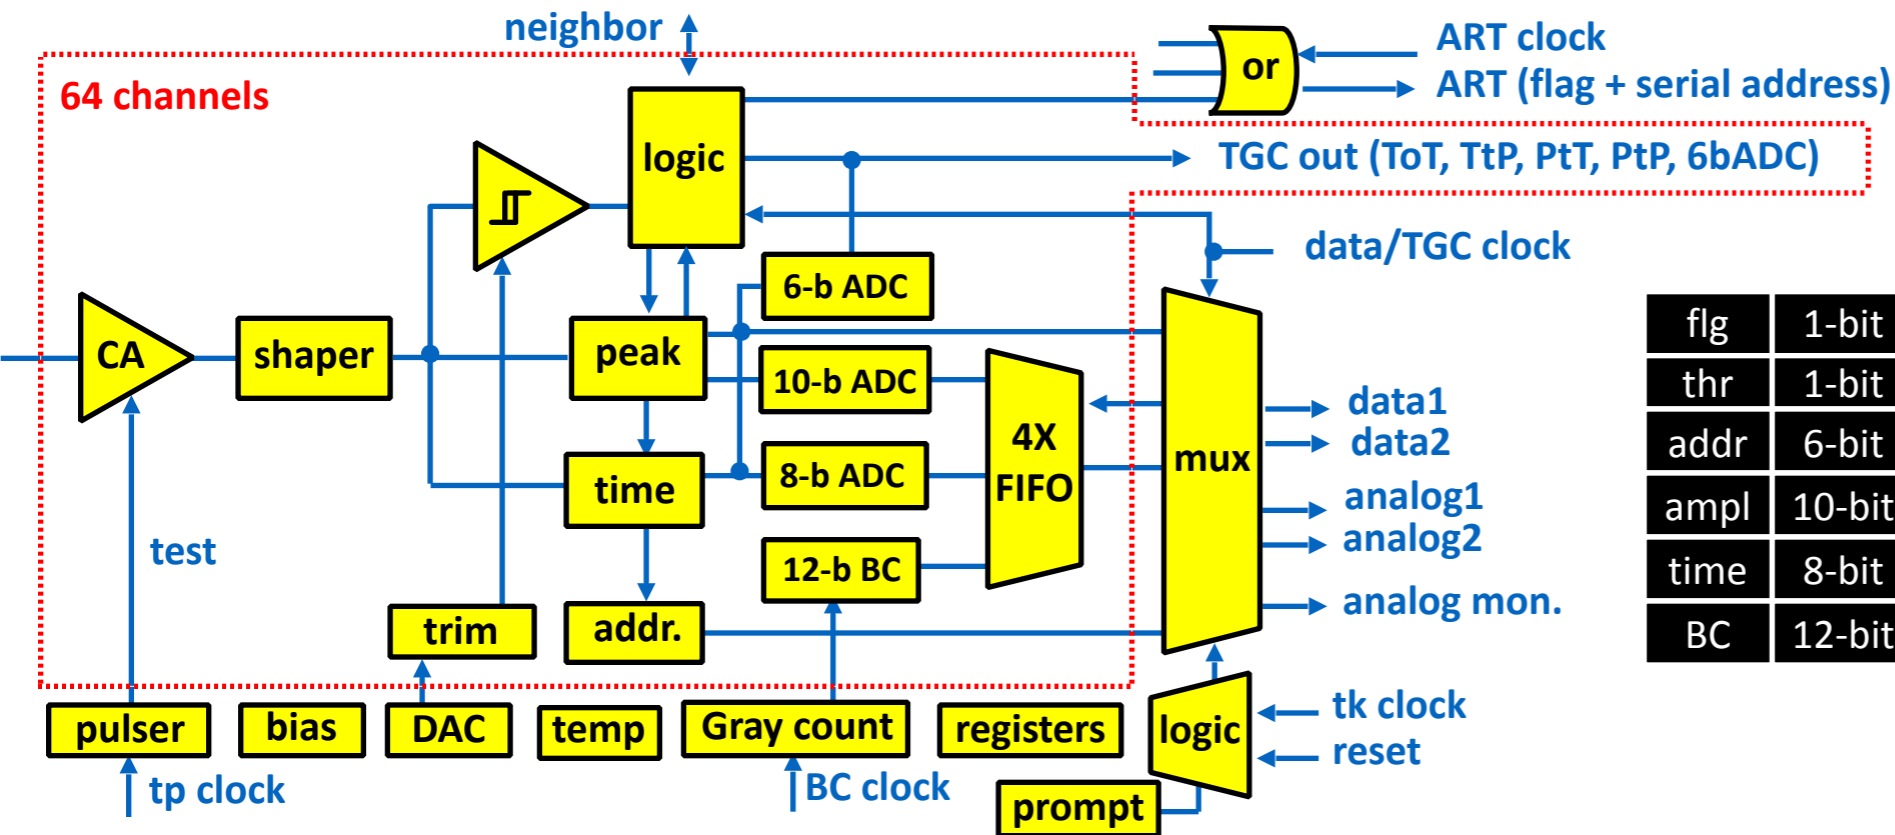 neighbor
ART clock
or
64 channels
ART (flag + serial address)
logic
TGC out (ToT, TtP, PtT, PtP, 6bADC)
data/TGC clock
6-b ADC
CA
shaper
peak
10-b ADC
4X
FIFO
mux
data1
data2
time
8-b ADC
analog1
analog2
test
12-b BC
analog mon.
trim
addr.
pulser
bias
DAC
temp
Gray count
registers
logic
tk clock
reset
tp clock
BC clock
prompt
flg 1-bit
thr 1-bit
addr 6-bit
ampl 10-bit
time 8-bit
BC 12-bit